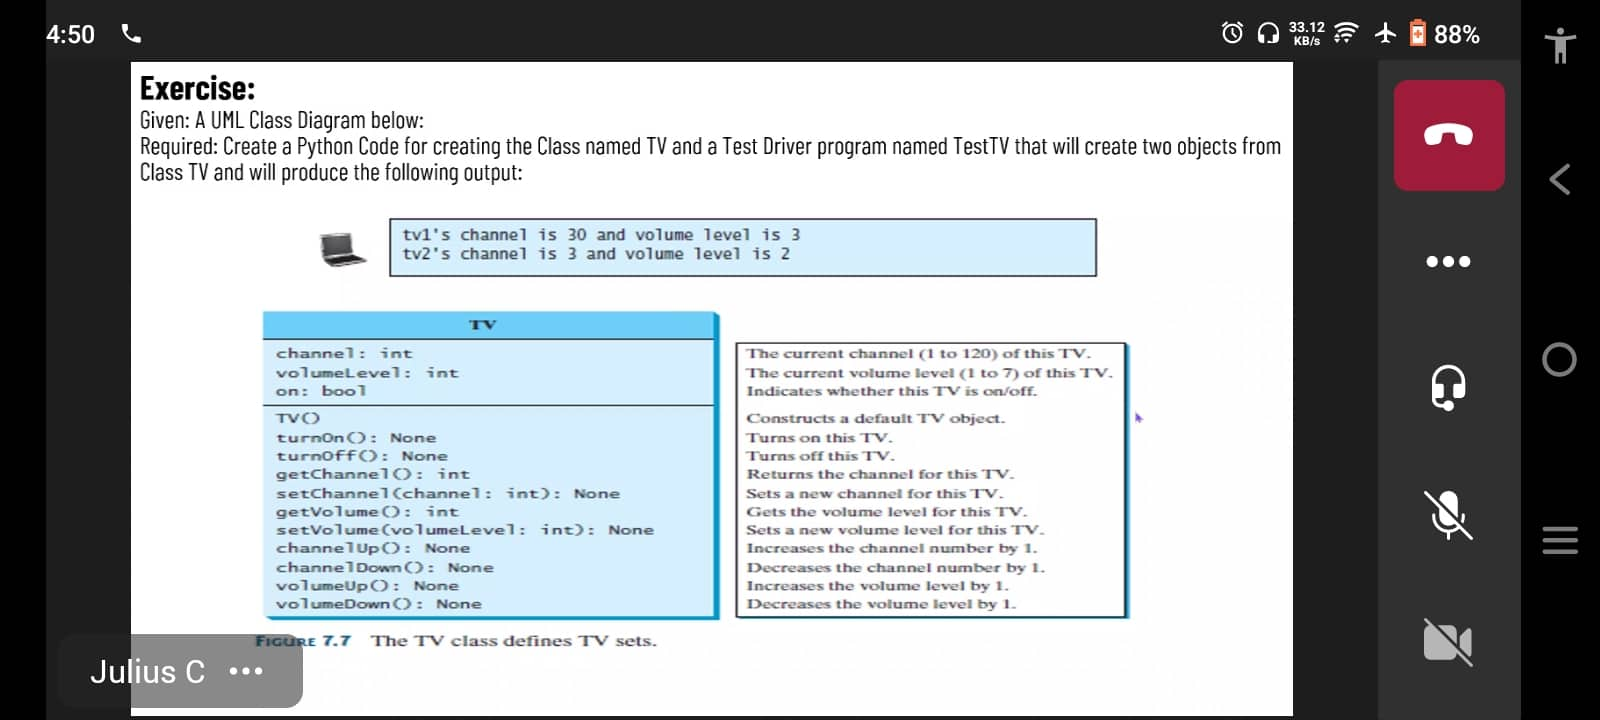 4:50
33.12
KB/s
88%
Exercise:
Given: A UML Class Diagram below:
Required: Create a Python Code for creating the Class named TV and a Test Driver program named TestTV that will create two objects from
Class TV and will produce the following output:
tv1's channel is 30 and volume level is 3
tv2's channel is 3 and volume level is 2
TV
channel: int
The current channel (1 to 120) of this TV.
volumeLevel: int
The current volume level (1 to 7) of this TV.
on: bool
Indicates whether this TV is on/off.
TV()
Constructs a default TV object.
turnOn(): None
Turns on this TV.
turnOff(): None
Turns off this TV.
getChannel(): int
Returns the channel for this TV.
setChannel(channel: int): None
Sets a new channel for this TV.
getVolume(): int
Gets the volume level for this TV.
setVolume(volumeLevel: int): None
Sets a new volume level for this TV.
channelUp(): None
Increases the channel number by 1.
channelDown(): None
Decreases the channel number by 1.
volumeUp(): None
Increases the volume level by 1.
volumeDown(): None
Decreases the volume level by 1.
FIGURE 7.7 The TV class defines TV sets.
Julius C